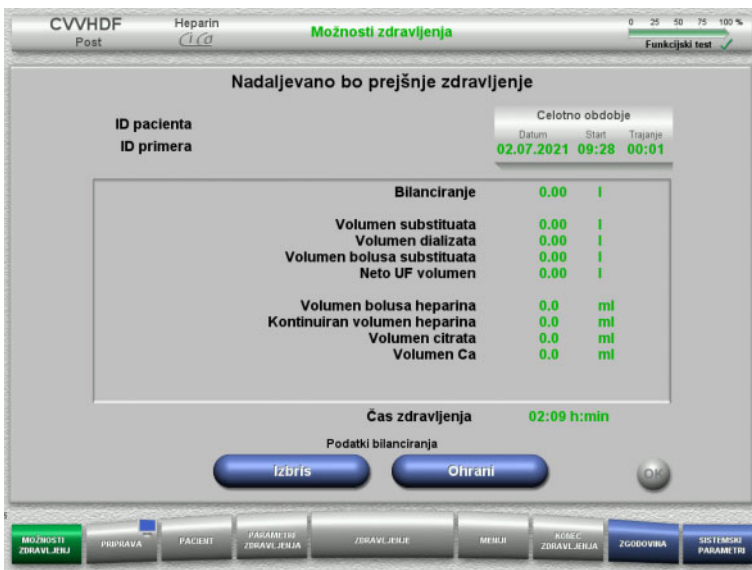 CVVHDF
Post
Heparin
Ci Ca
Možnosti zdravljenja
0 25 50 75 100 %
Funkcijski test
Nadaljevano bo prejšnje zdravljenje
ID pacienta
ID primera
Celotno obdobje
Datum Start Trajanje
02.07.2021 09:28 00:01
Bilanciranje 0.00 l
Volumen substituata 0.00 l
Volumen dializata 0.00 l
Volumen bolusa substituata 0.00 l
Neto UF volumen 0.00 l
Volumen bolusa heparina 0.0 ml
Kontinuiran volumen heparina 0.0 ml
Volumen citrata 0.0 ml
Volumen Ca 0.0 ml
Čas zdravljenja 02:09 h:min
Podatki bilanciranja
Izbris Ohrani OK
MOŽNOSTI
ZDRAVLJENJ
PRIPRAVA
PACIENT
PARAMETRI
ZDRAVLJENJA
ZDRAVLJENJE
MENIJI
KONEC
ZDRAVLJENJA
ZGODOVINA
SISTEMSKI
PARAMETRI